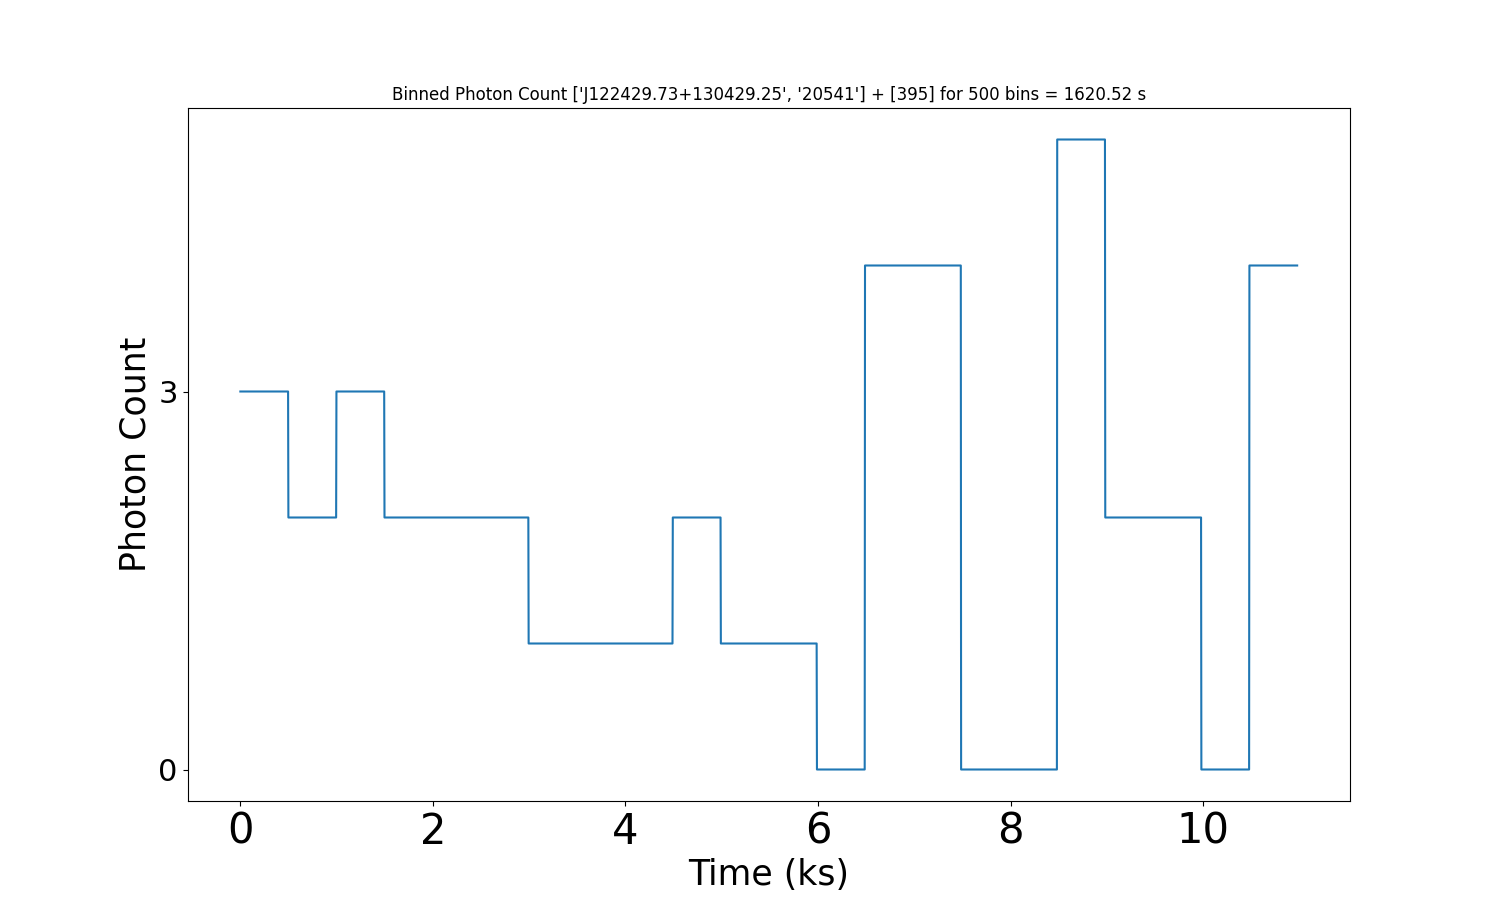 Binned Photon Count ['J122429.73+130429.25', '20541'] + [395] for 500 bins = 1620.52 s
Photon Count
3
0
0 2 4 6 8 10
Time (ks)